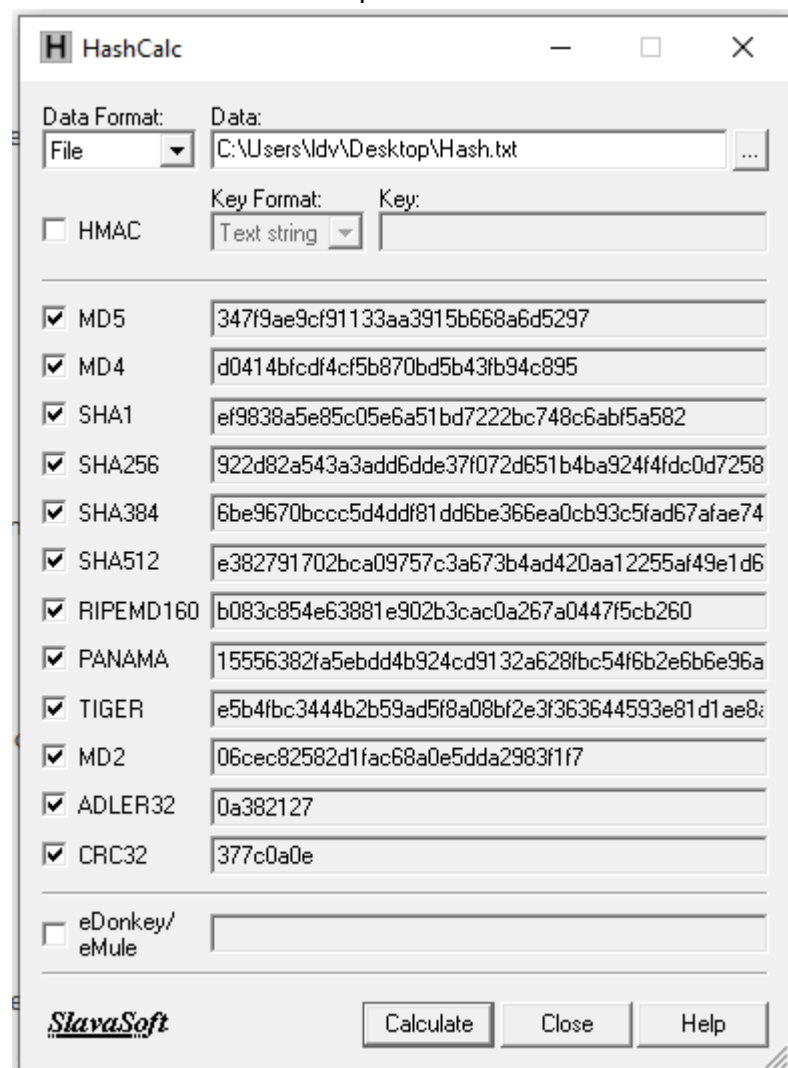 HashCalc
Data Format: Data:
File C:\Users\ldv\Desktop\Hash.txt ...
Key Format: Key:
HMAC Text string
MD5 347f9ae9cf91133aa3915b668a6d5297
MD4 d0414bfcdf4cf5b870bd5b43fb94c895
SHA1 ef9838a5e85c05e6a51bd7222bc748c6abf5a582
SHA256 922d82a543a3add6dde37f072d651b4ba924f4fdc0d7258
SHA384 6be9670bccc5d4ddf81dd6be366ea0cb93c5fad67afae74
SHA512 e382791702bca09757c3a673b4ad420aa12255af49e1d6
RIPEMD160 b083c854e63881e902b3cac0a267a0447f5cb260
PANAMA 15556382fa5ebdd4b924cd9132a628fbc54f6b2e6b6e96a
TIGER e5b4fbc3444b2b59ad5f8a08bf2e3f363644593e81d1ae8a
MD2 06cec82582d1fac68a0e5dda2983f1f7
ADLER32 0a382127
CRC32 377c0a0e
eDonkey/
eMule
SlavaSoft Calculate Close Help